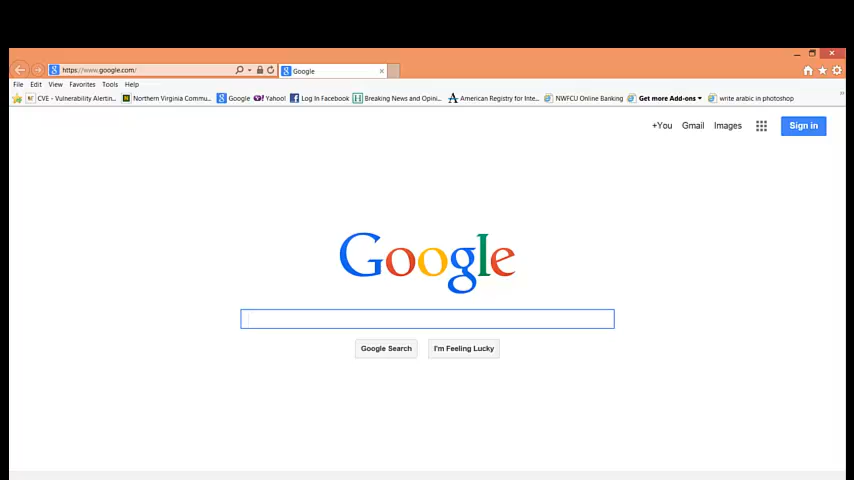 https://www.google.com/
Google
File Edit View Favorites Tools Help
CVE - Vulnerability Alertin... Northern Virginia Commu... Google Yahoo! Log In Facebook Breaking News and Opini... American Registry for Inte... NWFCU Online Banking Get more Add-ons write arabic in photoshop
+You Gmail Images Sign in
Google
Google Search I'm Feeling Lucky